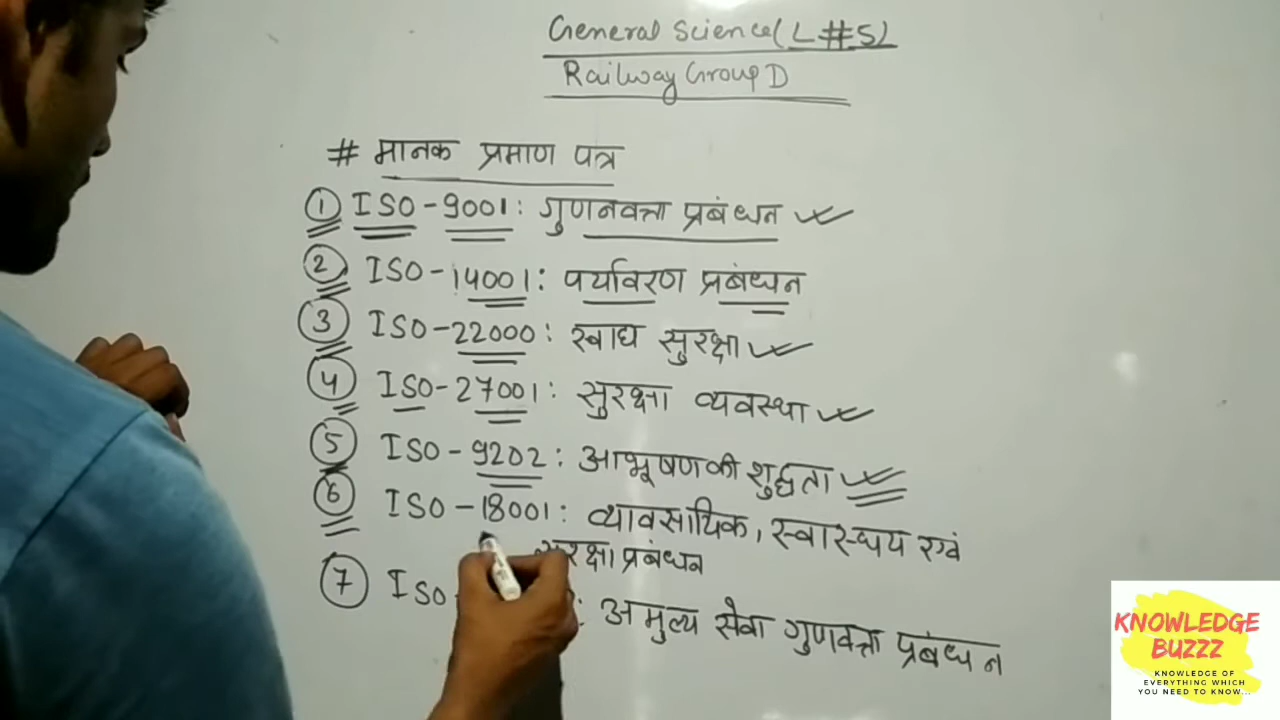 General Science (L#5)
Railway Group D
# मानक प्रमाण पत्र
① ISO-9001: गुणनवत्ता प्रबंधन
② ISO-14001: पर्यावरण प्रबंधन
③ ISO-22000: खाद्य सुरक्षा
④ ISO-27001: सुरक्षा व्यवस्था
⑤ ISO-9202: आभूषण की शुद्धता
⑥ ISO-18001: व्यावसायिक, स्वास्थय एवं
सुरक्षा प्रबंधन
⑦ ISO : अमुल्य सेवा गुणवत्ता प्रबंधन
KNOWLEDGE
BUZZZ
KNOWLEDGE OF
EVERYTHING WHICH
YOU NEED TO KNOW...